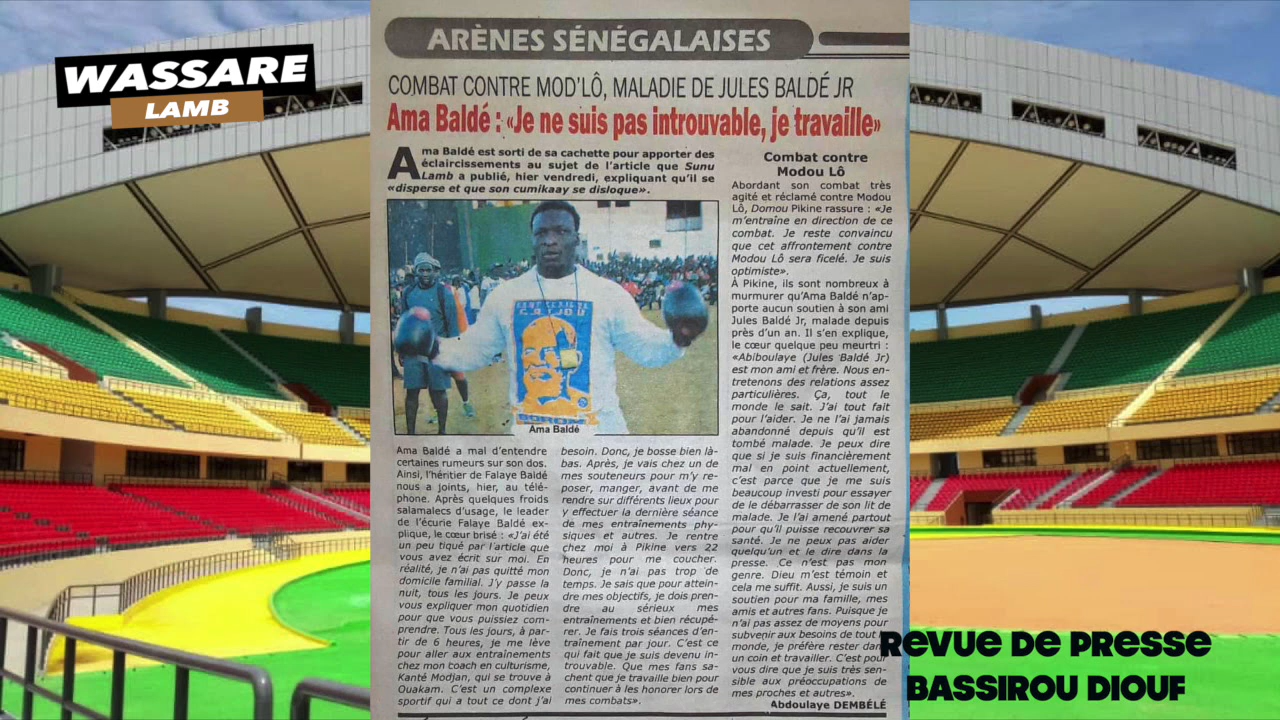 WASSARE
LAMB
ARÈNES SÉNÉGALAISES
COMBAT CONTRE MOD'LÔ, MALADIE DE JULES BALDÉ JR
Ama Baldé : «Je ne suis pas introuvable, je travaille»
Ama Baldé est sorti de sa cachette pour apporter des
éclaircissements au sujet de l'article que Sunu
Lamb a publié, hier vendredi, expliquant qu'il se
«disperse et que son cumikaay se disloque».
Ama Baldé
Ama Baldé a mal d'entendre
certaines rumeurs sur son dos.
Ainsi, l'héritier de Falaye Baldé
nous a joints, hier, au télé-
phone. Après quelques froids
salamalecs d'usage, le leader
de l'écurie Falaye Baldé ex-
plique, le cœur brisé : «J'ai été
un peu tiqué par l'article que
vous avez écrit sur moi. En
réalité, je n'ai pas quitté mon
domicile familial. J'y passe la
nuit, tous les jours. Je peux
vous expliquer mon quotidien
pour que vous puissiez com-
prendre. Tous les jours, à par-
tir de 6 heures, je me lève
pour aller aux entraînements
chez mon coach en culturisme,
Kanté Modjan, qui se trouve à
Ouakam. C'est un complexe
sportif qui a tout ce dont j'ai
besoin. Donc, je bosse bien là-
bas. Après, je vais chez un de
mes souteneurs pour m'y re-
poser, manger, avant de me
rendre sur différents lieux pour
y effectuer la dernière séance
de mes entraînements phy-
siques et autres. Je rentre
chez moi à Pikine vers 22
heures pour me coucher.
Donc, je n'ai pas trop de
temps. Je sais que pour attein-
dre mes objectifs, je dois pren-
dre au sérieux mes
entraînements et bien récupé-
rer. Je fais trois séances d'en-
traînement par jour. C'est ce
qui fait que je suis devenu in-
trouvable. Que mes fans sa-
chent que je travaille bien pour
continuer à les honorer lors de
mes combats».
Combat contre
Modou Lô
Abordant son combat très
agité et réclamé contre Modou
Lô, Domou Pikine rassure : «Je
m'entraîne en direction de ce
combat. Je reste convaincu
que cet affrontement contre
Modou Lô sera ficelé. Je suis
optimiste».
À Pikine, ils sont nombreux à
murmurer qu'Ama Baldé n'ap-
porte aucun soutien à son ami
Jules Baldé Jr, malade depuis
près d'un an. Il s'en explique,
le cœur quelque peu meurtri :
«Abiboulaye (Jules Baldé Jr)
est mon ami et frère. Nous en-
tretenons des relations assez
particulières. Ça, tout le
monde le sait. J'ai tout fait
pour l'aider. Je ne l'ai jamais
abandonné depuis qu'il est
tombé malade. Je peux dire
que si je suis financièrement
mal en point actuellement,
c'est parce que je me suis
beaucoup investi pour essayer
de le débarrasser de son lit de
malade. Je l'ai amené partout
pour qu'il puisse recouvrer sa
santé. Je ne peux pas aider
quelqu'un et le dire dans la
presse. Ce n'est pas mon
genre. Dieu m'est témoin et
cela me suffit. Aussi, je suis un
soutien pour ma famille, mes
amis et autres fans. Puisque je
n'ai pas assez de moyens pour
subvenir aux besoins de tout
monde, je préfère rester dans
un coin et travailler. C'est pour
vous dire que je suis très sen-
sible aux préoccupations de
mes proches et autres».
Abdoulaye DEMBÉLÉ
REVUE DE PRESSE
BASSIROU DIOUF